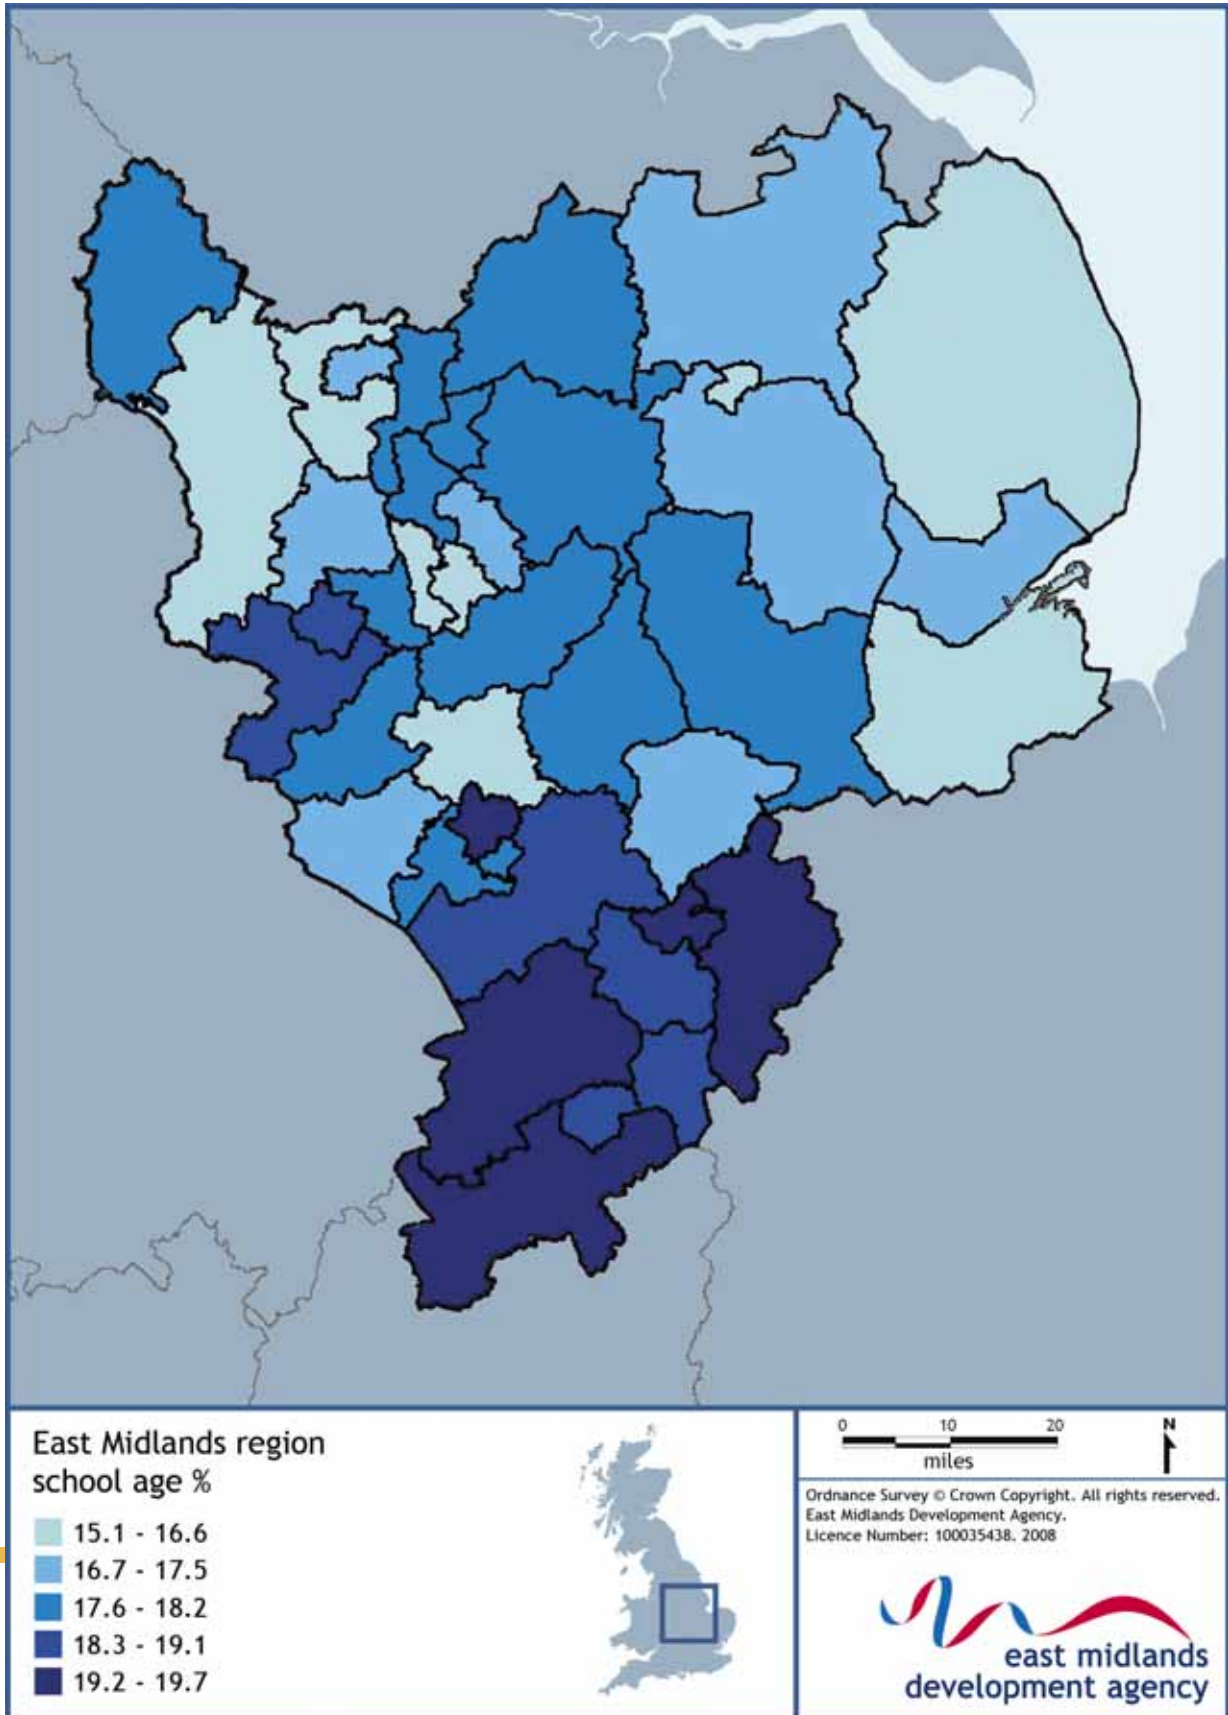 East Midlands region
school age %
15.1 - 16.6
16.7 - 17.5
17.6 - 18.2
18.3 - 19.1
19.2 - 19.7
0 10 20
miles
N
Ordnance Survey © Crown Copyright. All rights reserved.
East Midlands Development Agency.
Licence Number: 100035438. 2008
east midlands
development agency